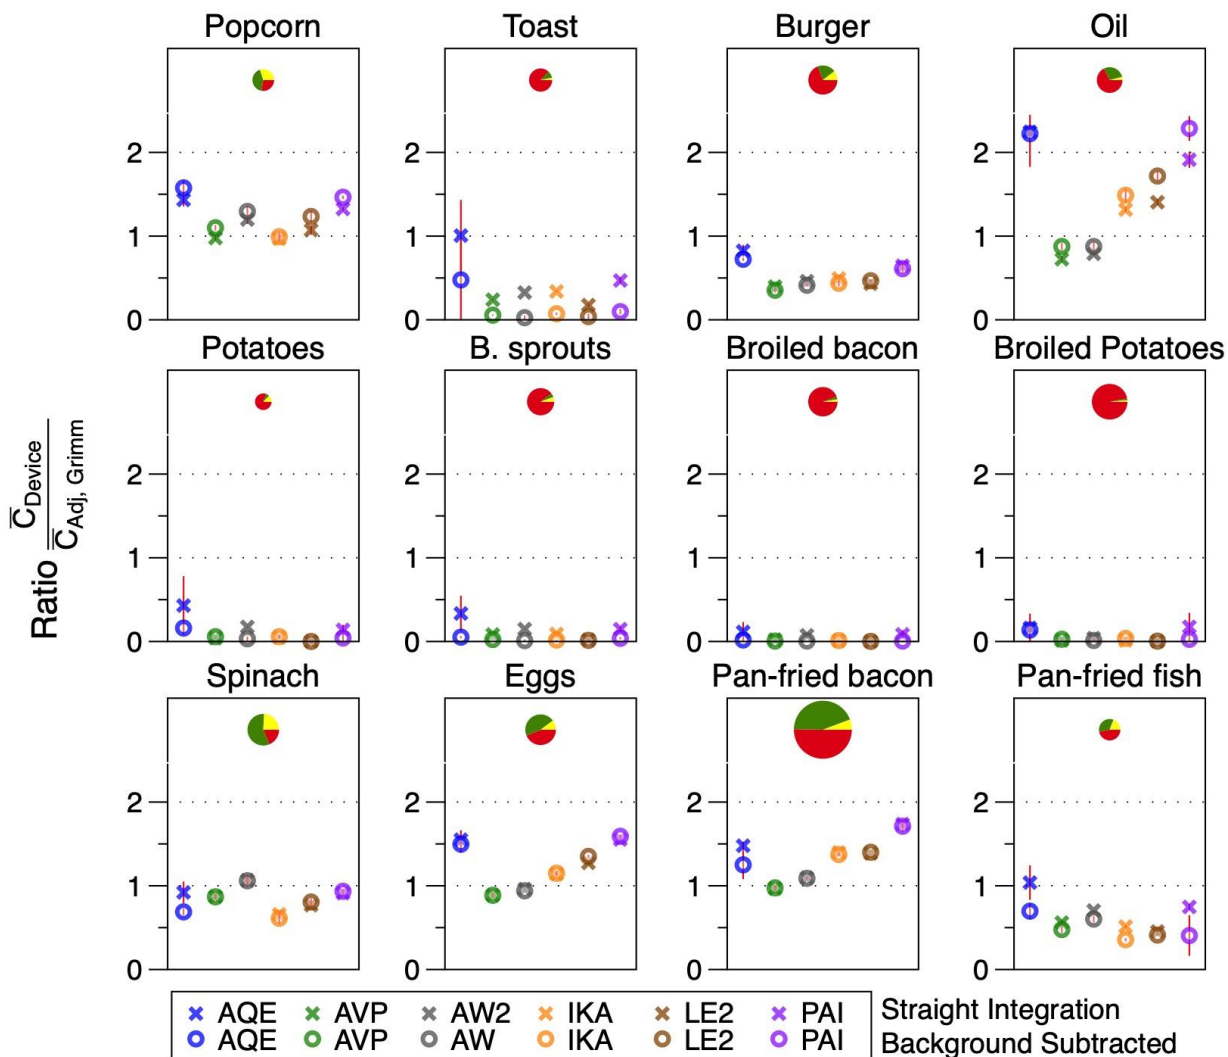 Popcorn Toast Burger Oil
2 2 2 2
1 1 1 1
0 0 0 0
Potatoes B. sprouts Broiled bacon Broiled Potatoes
2 2 2 2
1 1 1 1
0 0 0 0
Ratio C̅Device / C̿Adj, Grimm
Spinach Eggs Pan-fried bacon Pan-fried fish
2 2 2 2
1 1 1 1
0 0 0 0
AQE AVP AW2 IKA LE2 PAI Straight Integration
AQE AVP AW IKA LE2 PAI Background Subtracted